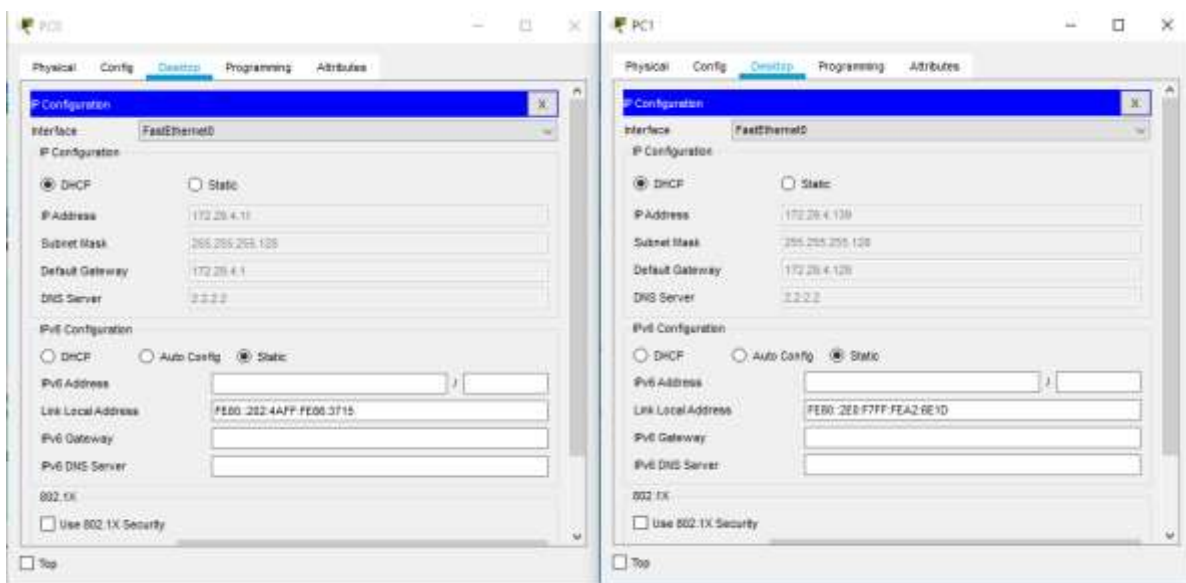 PC0
Physical Config Desktop Programming Attributes
IP Configuration X
Interface FastEthernet0
IP Configuration
DHCP Static
IP Address 172.28.4.11
Subnet Mask 255.255.255.128
Default Gateway 172.28.4.1
DNS Server 2.2.2.2
IPv6 Configuration
DHCP Auto Config Static
IPv6 Address /
Link Local Address
IPv6 Gateway
IPv6 DNS Server
802.1X
Use 802.1X Security
Top
PC1
Physical Config Desktop Programming Attributes
IP Configuration X
Interface FastEthernet0
IP Configuration
DHCP Static
IP Address 172.28.4.139
Subnet Mask 255.255.255.128
Default Gateway
DNS Server 2.2.2.2
IPv6 Configuration
DHCP Auto Config Static
IPv6 Address /
Link Local Address FE80::2E0:F7FF:FEA2:6E1D
IPv6 Gateway
IPv6 DNS Server
802.1X
Use 802.1X Security
Top